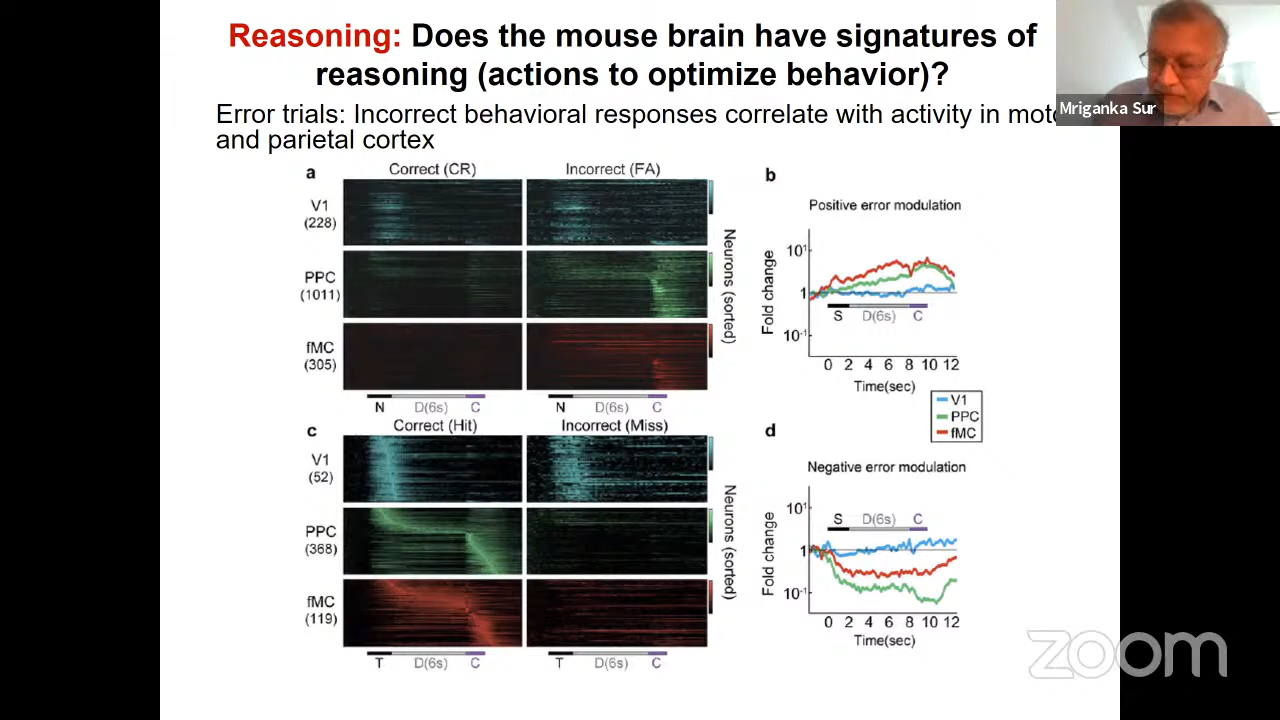 Reasoning: Does the mouse brain have signatures of
reasoning (actions to optimize behavior)?
Mriganka Sur
Error trials: Incorrect behavioral responses correlate with activity in moto
and parietal cortex
a
Correct (CR)
Incorrect (FA)
V1
(228)
PPC
(1011)
fMC
(305)
Neurons (sorted)
N D(6s) C
N D(6s) C
b
Positive error modulation
Fold change
10¹
1
10⁻¹
S D(6s) C
0 2 4 6 8 10 12
Time(sec)
V1
PPC
fMC
c
Correct (Hit)
Incorrect (Miss)
V1
(52)
PPC
(368)
fMC
(119)
Neurons (sorted)
T D(6s) C
T D(6s) C
d
Negative error modulation
Fold change
10¹
1
10⁻¹
S D(6s) C
0 2 4 6 8 10 12
Time(sec)
zoom